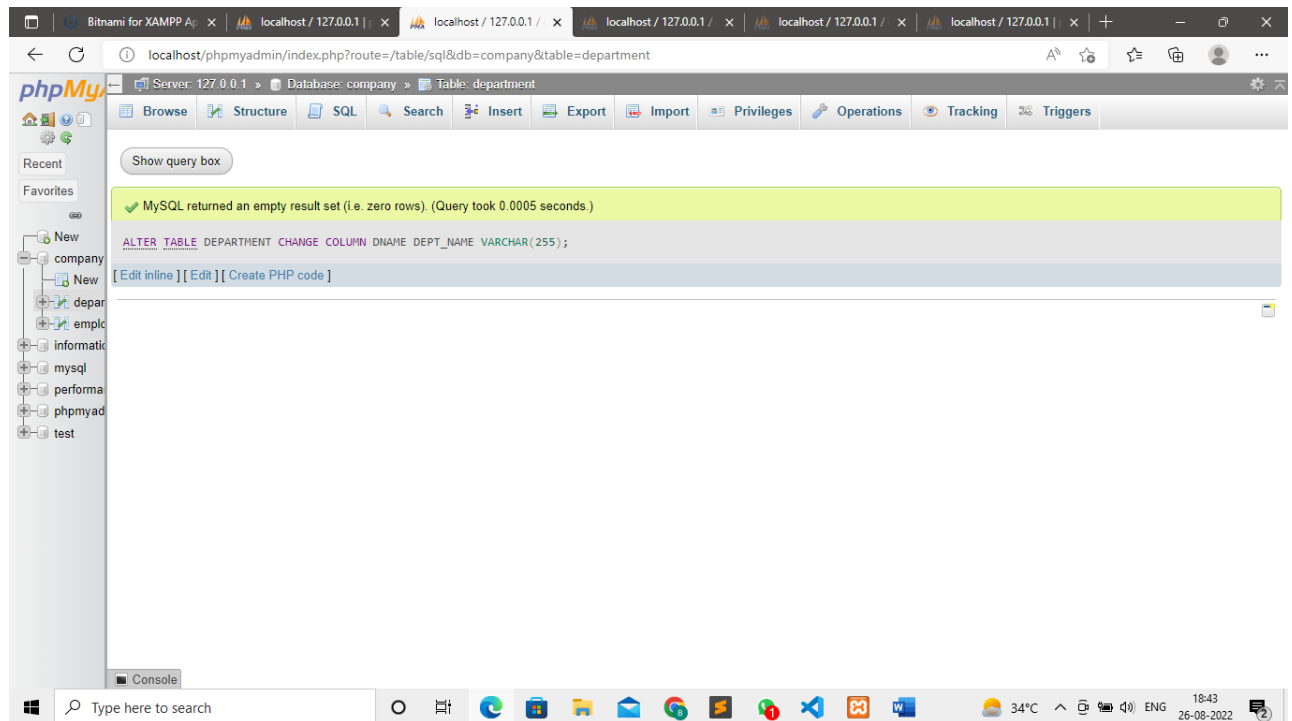 Bitnami for XAMPP Ap localhost / 127.0.0.1 | p localhost / 127.0.0.1 / localhost / 127.0.0.1 / localhost / 127.0.0.1 / localhost / 127.0.0.1 |
localhost/phpmyadmin/index.php?route=/table/sql&db=company&table=department
phpMyA
Server: 127.0.0.1 » Database: company » Table: department
Browse Structure SQL Search Insert Export Import Privileges Operations Tracking Triggers
Recent
Favorites
New
company
New
depar
emplo
informatio
mysql
performa
phpmyad
test
Show query box
MySQL returned an empty result set (i.e. zero rows). (Query took 0.0005 seconds.)
ALTER TABLE DEPARTMENT CHANGE COLUMN DNAME DEPT_NAME VARCHAR(255);
[ Edit inline ] [ Edit ] [ Create PHP code ]
Console
Type here to search
34°C ENG 18:43
26-08-2022
2